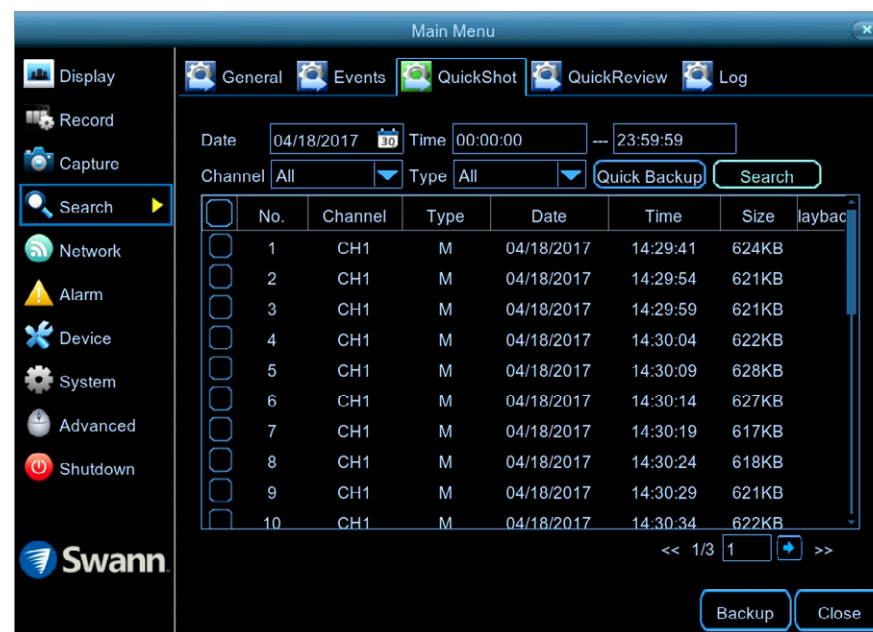 Main Menu
Display
Record
Capture
Search
Network
Alarm
Device
System
Advanced
Shutdown
Swann
General Events QuickShot QuickReview Log
Date 04/18/2017 30 Time 00:00:00 --- 23:59:59
Channel All Type All Quick Backup Search
No. Channel Type Date Time Size laybac
1 CH1 M 04/18/2017 14:29:41 624KB
2 CH1 M 04/18/2017 14:29:54 621KB
3 CH1 M 04/18/2017 14:29:59 621KB
4 CH1 M 04/18/2017 14:30:04 622KB
5 CH1 M 04/18/2017 14:30:09 628KB
6 CH1 M 04/18/2017 14:30:14 627KB
7 CH1 M 04/18/2017 14:30:19 617KB
8 CH1 M 04/18/2017 14:30:24 618KB
9 CH1 M 04/18/2017 14:30:29 621KB
10 CH1 M 04/18/2017 14:30:34 622KB
<< 1/3 1 >>
Backup Close